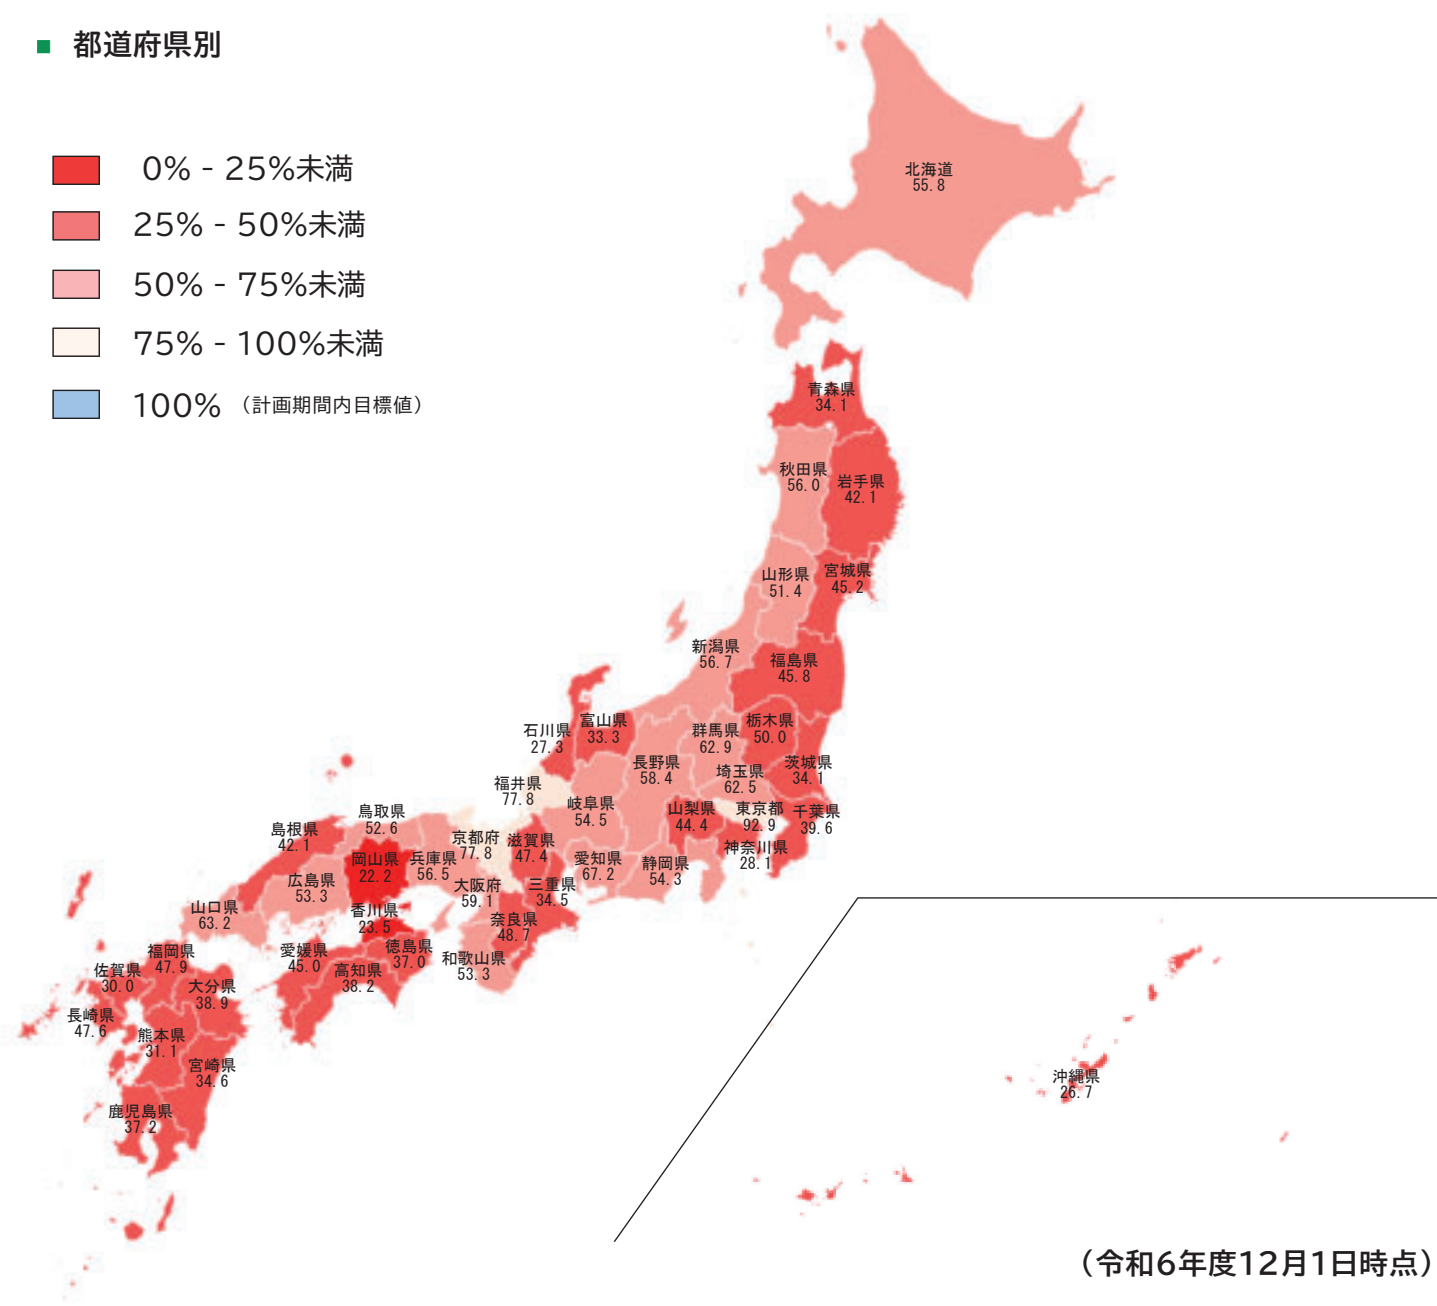 ■ 都道府県別
0% - 25%未満
25% - 50%未満
50% - 75%未満
75% - 100%未満
100% （計画期間内目標値）
北海道
55.8
青森県
34.1
秋田県
56.0
岩手県
42.1
山形県
51.4
宮城県
45.2
新潟県
56.7
福島県
45.8
石川県
27.3
富山県
33.3
群馬県
62.9
栃木県
50.0
長野県
58.4
埼玉県
62.5
茨城県
34.1
福井県
77.8
岐阜県
54.5
山梨県
44.4
東京都
92.9
千葉県
39.6
神奈川県
28.1
鳥取県
52.6
島根県
42.1
京都府
77.8
滋賀県
47.4
岡山県
22.2
兵庫県
56.5
愛知県
67.2
静岡県
54.3
広島県
53.3
大阪府
59.1
三重県
34.5
山口県
63.2
香川県
23.5
奈良県
48.7
福岡県
47.9
愛媛県
45.0
徳島県
37.0
和歌山県
53.3
佐賀県
30.0
高知県
38.2
大分県
38.9
長崎県
47.6
熊本県
31.1
宮崎県
34.6
鹿児島県
37.2
沖縄県
26.7
（令和6年度12月1日時点）